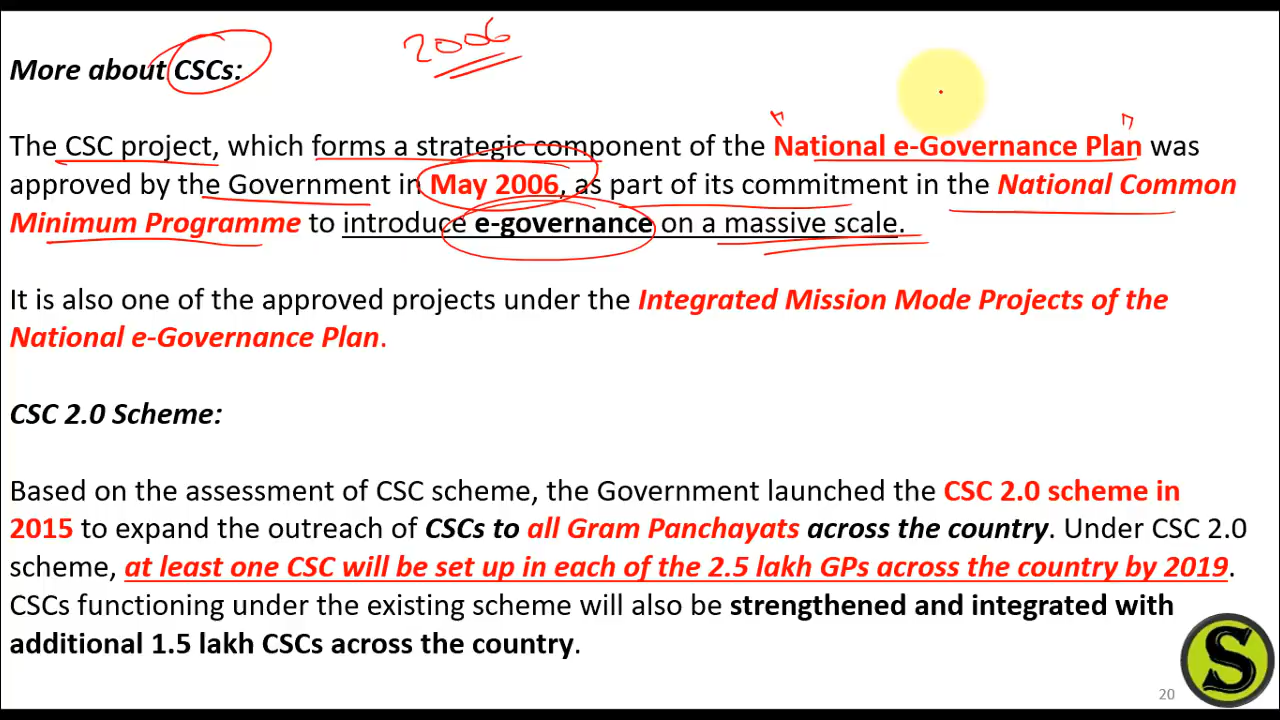 2006
More about CSCs:
The CSC project, which forms a strategic component of the National e-Governance Plan was
approved by the Government in May 2006, as part of its commitment in the National Common
Minimum Programme to introduce e-governance on a massive scale.
It is also one of the approved projects under the Integrated Mission Mode Projects of the
National e-Governance Plan.
CSC 2.0 Scheme:
Based on the assessment of CSC scheme, the Government launched the CSC 2.0 scheme in
2015 to expand the outreach of CSCs to all Gram Panchayats across the country. Under CSC 2.0
scheme, at least one CSC will be set up in each of the 2.5 lakh GPs across the country by 2019.
CSCs functioning under the existing scheme will also be strengthened and integrated with
additional 1.5 lakh CSCs across the country.
S
20